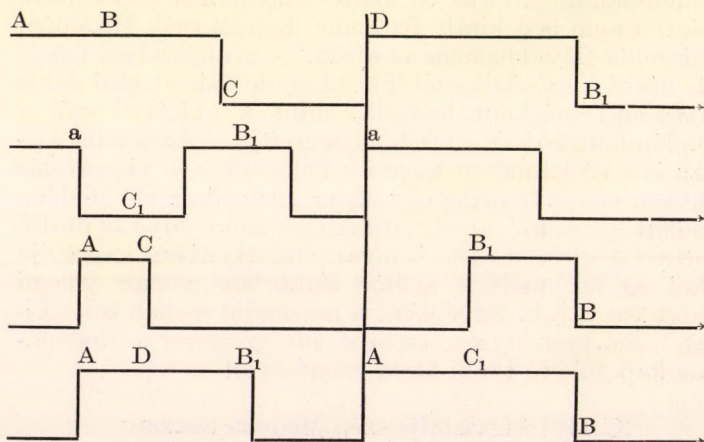 A B D
C B₁
a B₁ a
C₁
A C B₁
B
A D B₁ A C₁
B